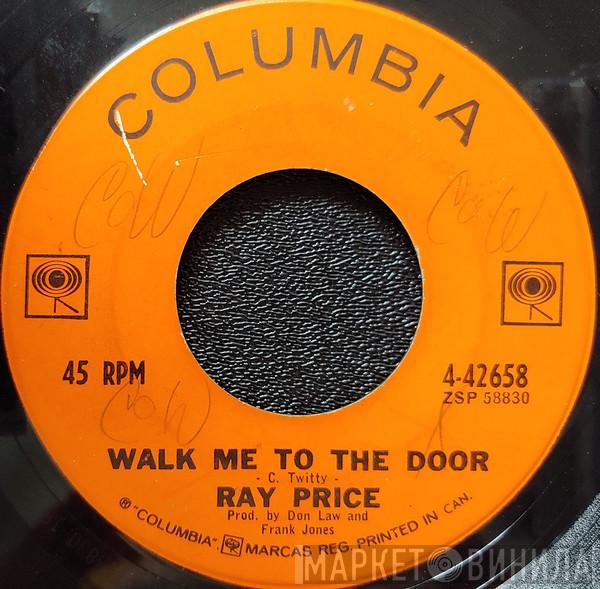 COLUMBIA
45 RPM
4-42658
ZSP 58830
WALK ME TO THE DOOR
- C. Twitty -
RAY PRICE
Prod. by Don Law and
Frank Jones
® "COLUMBIA". MARCAS REG. PRINTED IN CAN.
МАРКЕТ ВИНИЛА